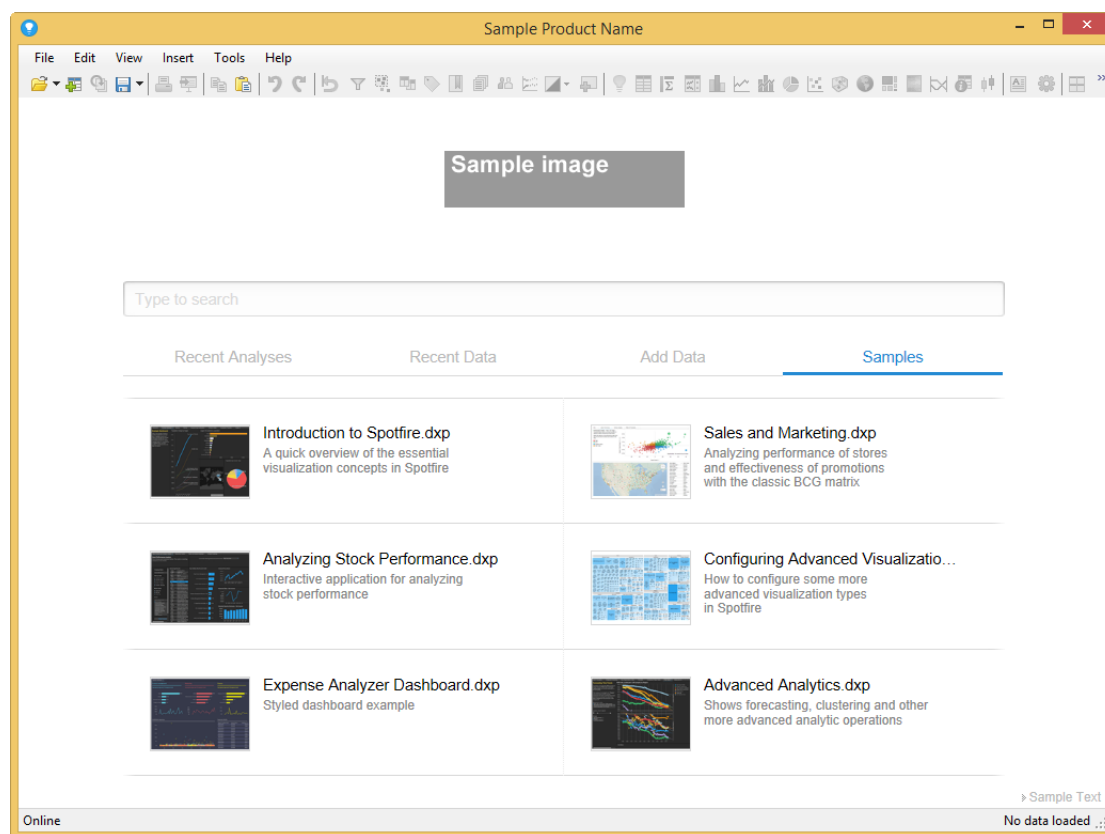 Sample Product Name
File Edit View Insert Tools Help
Sample image
Type to search
Recent Analyses Recent Data Add Data Samples
Introduction to Spotfire.dxp
A quick overview of the essential
visualization concepts in Spotfire
Sales and Marketing.dxp
Analyzing performance of stores
and effectiveness of promotions
with the classic BCG matrix
Analyzing Stock Performance.dxp
Interactive application for analyzing
stock performance
Configuring Advanced Visualizatio...
How to configure some more
advanced visualization types
in Spotfire
Expense Analyzer Dashboard.dxp
Styled dashboard example
Advanced Analytics.dxp
Shows forecasting, clustering and other
more advanced analytic operations
Sample Text
Online No data loaded